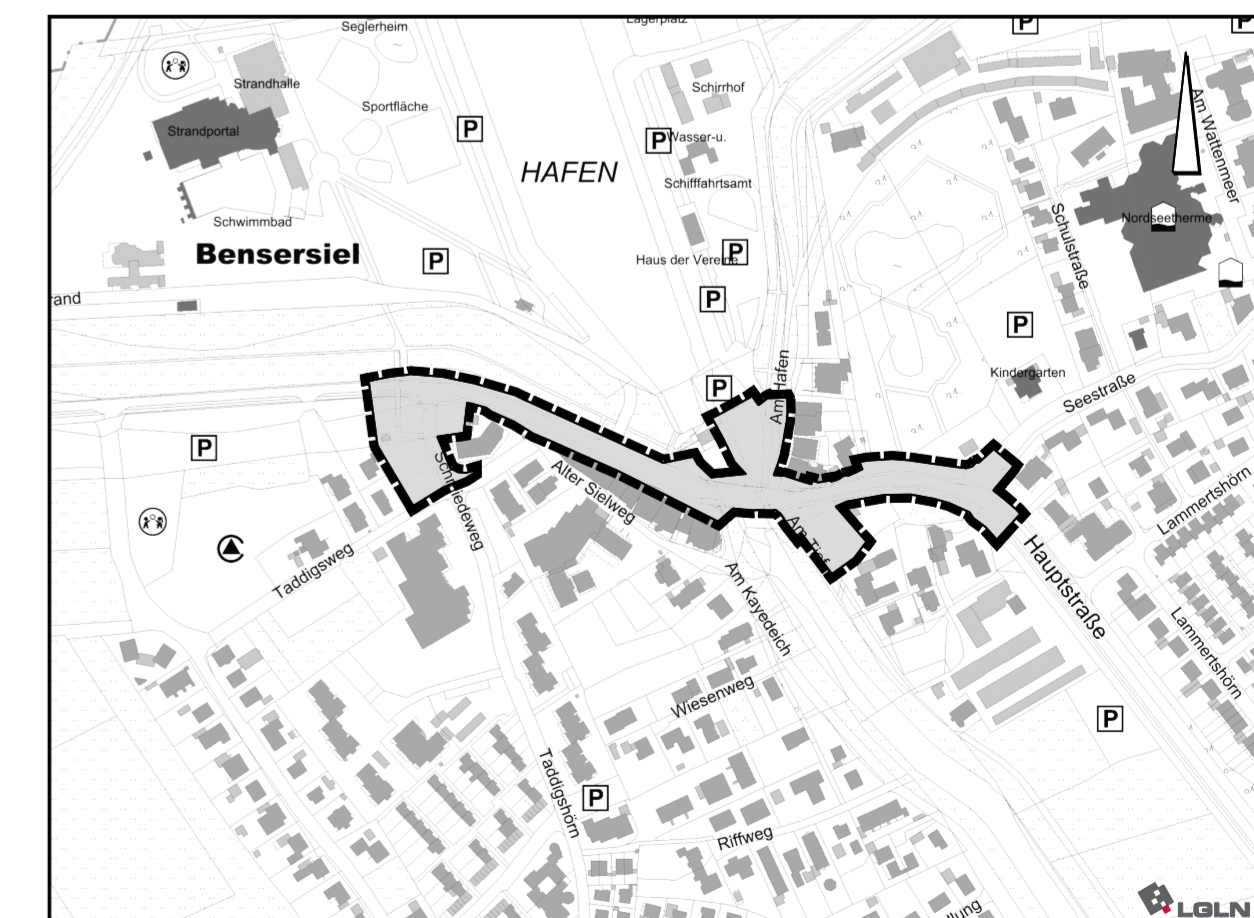 Lagerplatz
P
P
Seglerheim
Strandhalle
Schirrhof
Sportfläche
Am Wattenmeer
Strandportal
P
P
Wasser-u.
HAFEN
Schifffahrtsamt
Schwimmbad
Nordseetherme
Schulstraße
Bensersiel
P
Haus der Vereine
P
P
rand
P
Kindergarten
P
Am Hafen
Seestraße
P
Schmiedeweg
Alter Sielweg
Am Tief
Lammertshörn
Taddigsweg
Hauptstraße
Am Kayedeich
Lammertshörn
Wiesenweg
P
Taddigshörn
P
Riffweg
llung
LGLN